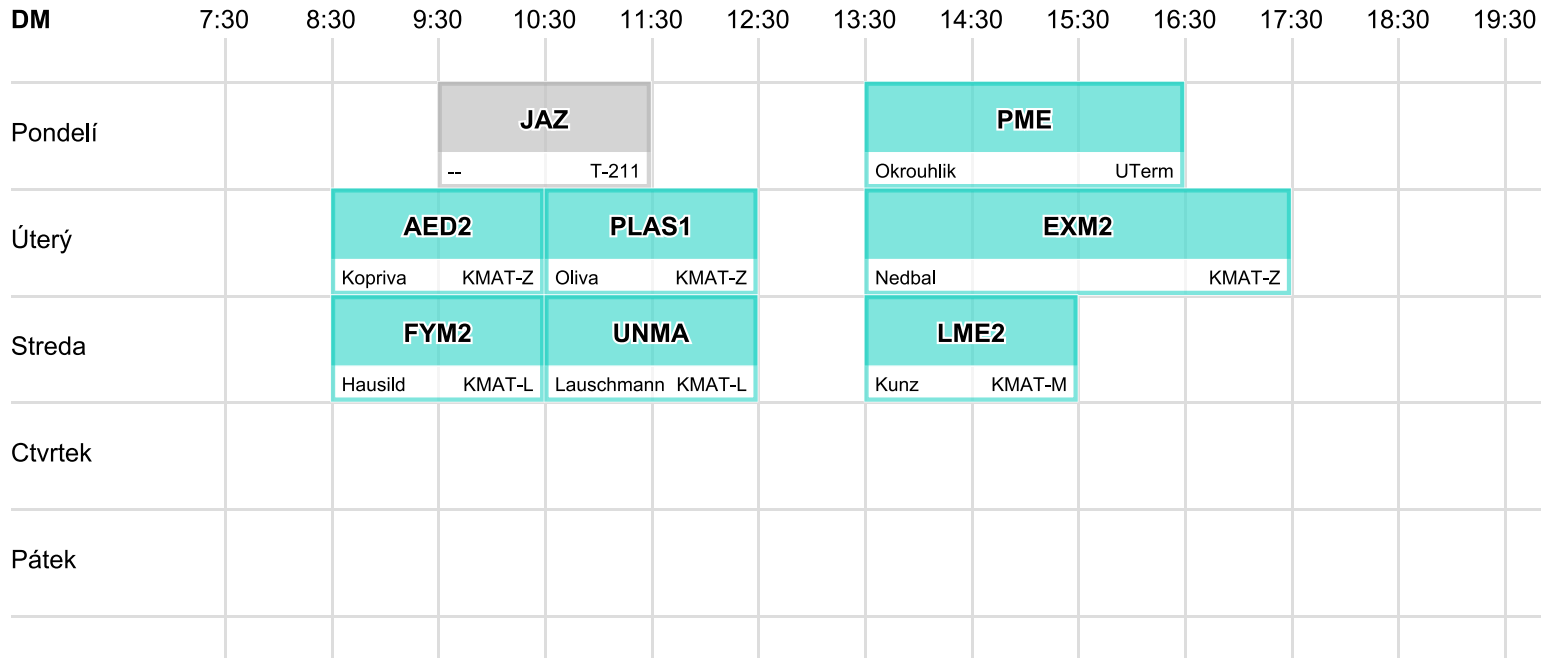 DM 7:30 8:30 9:30 10:30 11:30 12:30 13:30 14:30 15:30 16:30 17:30 18:30 19:30
Pondelí
JAZ
-- T-211
PME
Okrouhlik UTerm
Úterý
AED2
Kopriva KMAT-Z
PLAS1
Oliva KMAT-Z
EXM2
Nedbal KMAT-Z
Streda
FYM2
Hausild KMAT-L
UNMA
Lauschmann KMAT-L
LME2
Kunz KMAT-M
Ctvrtek
Pátek